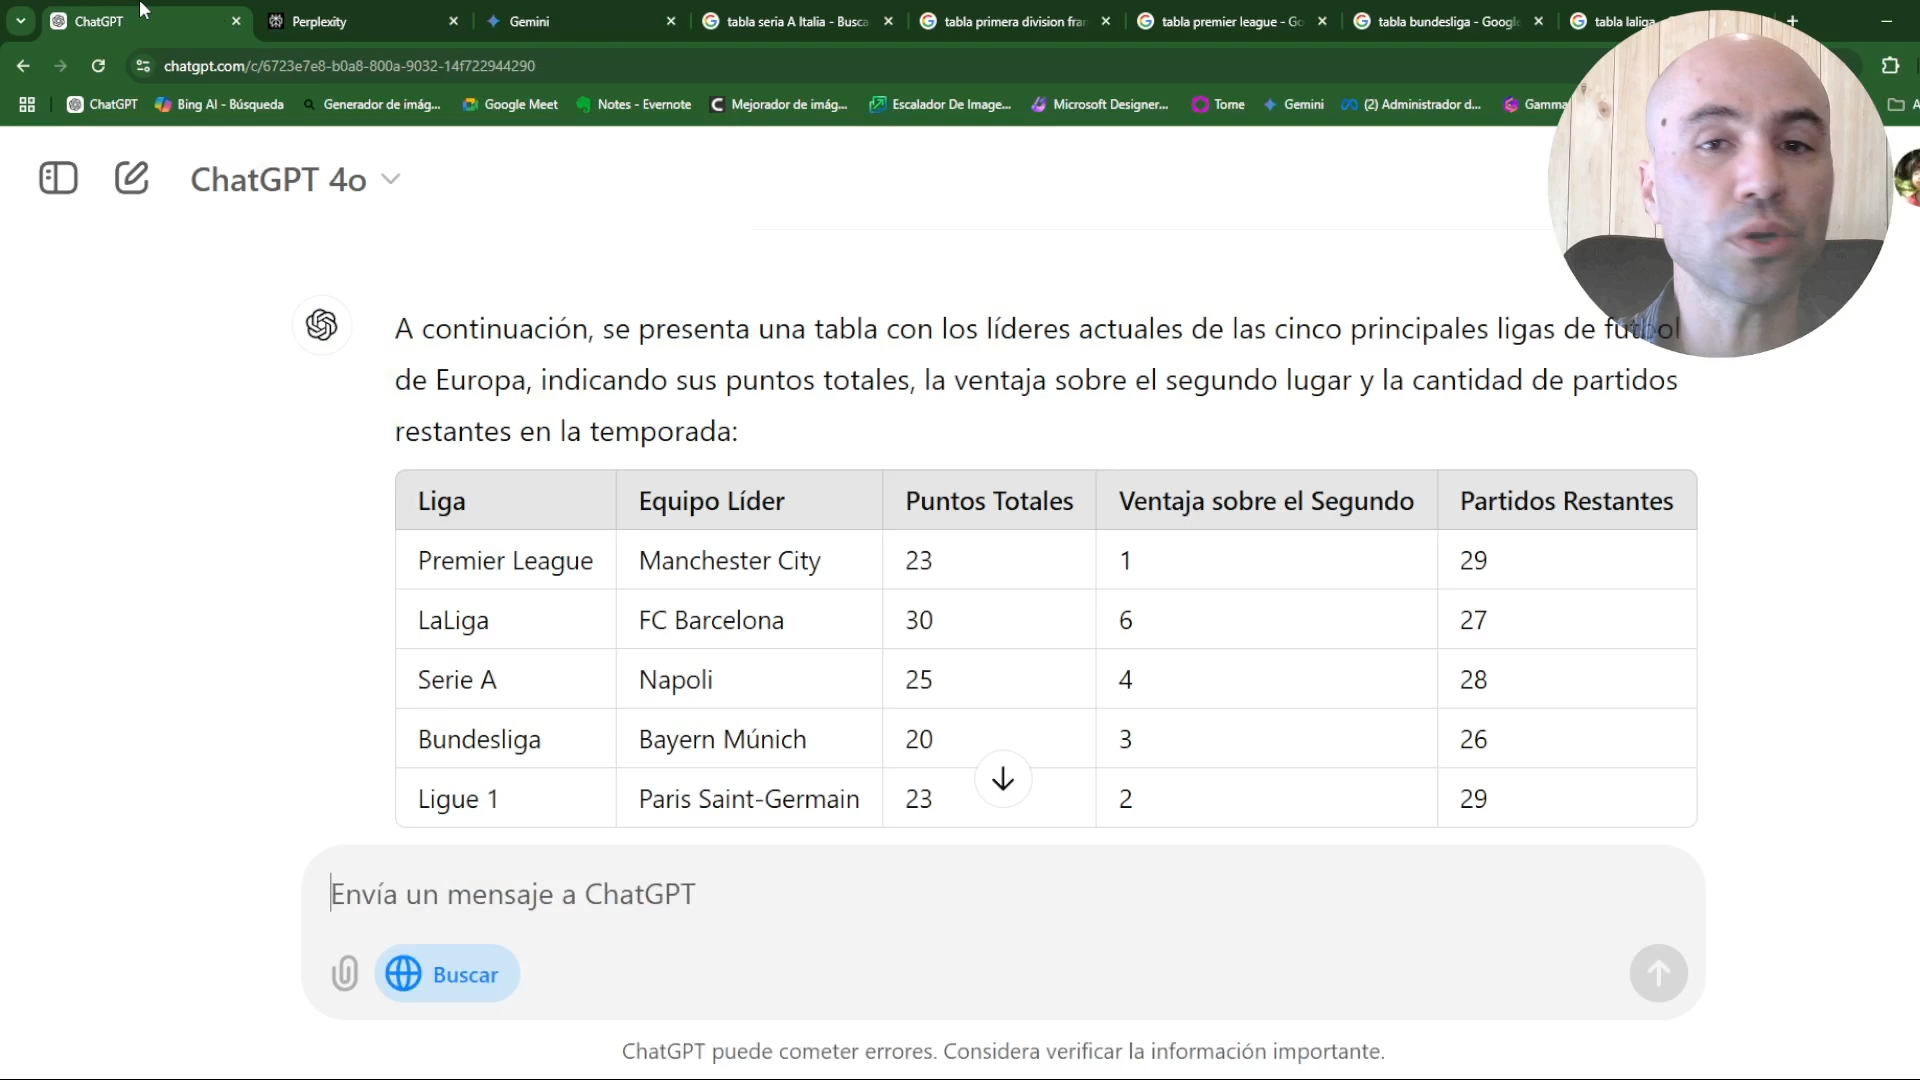 ChatGPT
Perplexity
Gemini
tabla seria A Italia - Busca
tabla primera division fra
tabla premier league - Go
tabla bundesliga - Google
tabla laliga
chatgpt.com/c/6723e7e8-b0a8-800a-9032-14f722944290
ChatGPT
Bing AI - Búsqueda
Generador de imág...
Google Meet
Notes - Evernote
Mejorador de imág...
Escalador De Image...
Microsoft Designer...
Tome
Gemini
(2) Administrador d...
Gamma
ChatGPT 4o
A continuación, se presenta una tabla con los líderes actuales de las cinco principales ligas de fútbol
de Europa, indicando sus puntos totales, la ventaja sobre el segundo lugar y la cantidad de partidos
restantes en la temporada:
Liga Equipo Líder Puntos Totales Ventaja sobre el Segundo Partidos Restantes
Premier League Manchester City 23 1 29
LaLiga FC Barcelona 30 6 27
Serie A Napoli 25 4 28
Bundesliga Bayern Múnich 20 3 26
Ligue 1 Paris Saint-Germain 23 2 29
Envía un mensaje a ChatGPT
Buscar
ChatGPT puede cometer errores. Considera verificar la información importante.